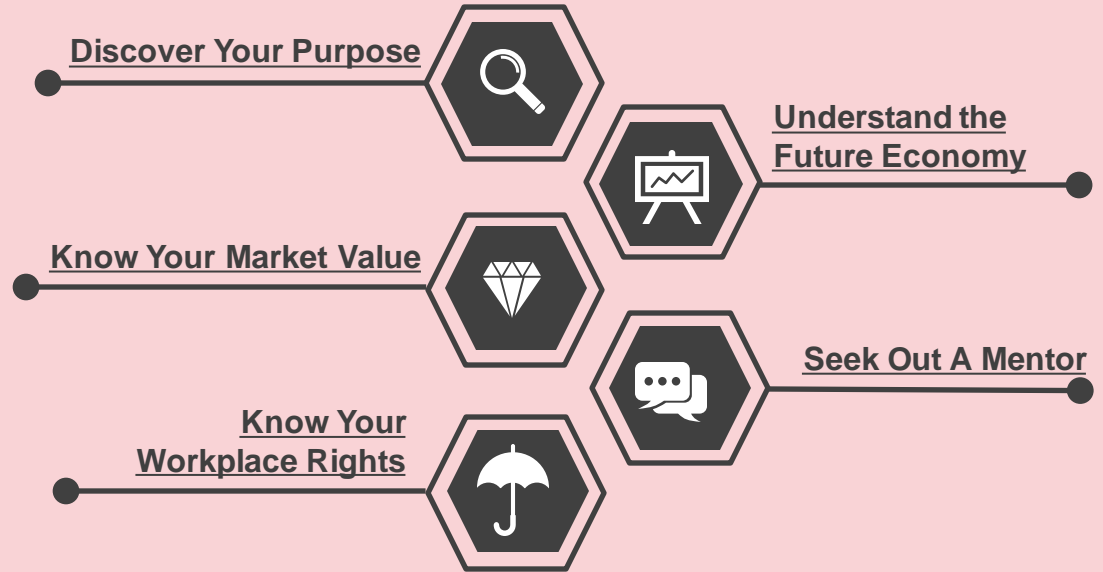 Discover Your Purpose
Understand the
Future Economy
Know Your Market Value
Seek Out A Mentor
Know Your
Workplace Rights